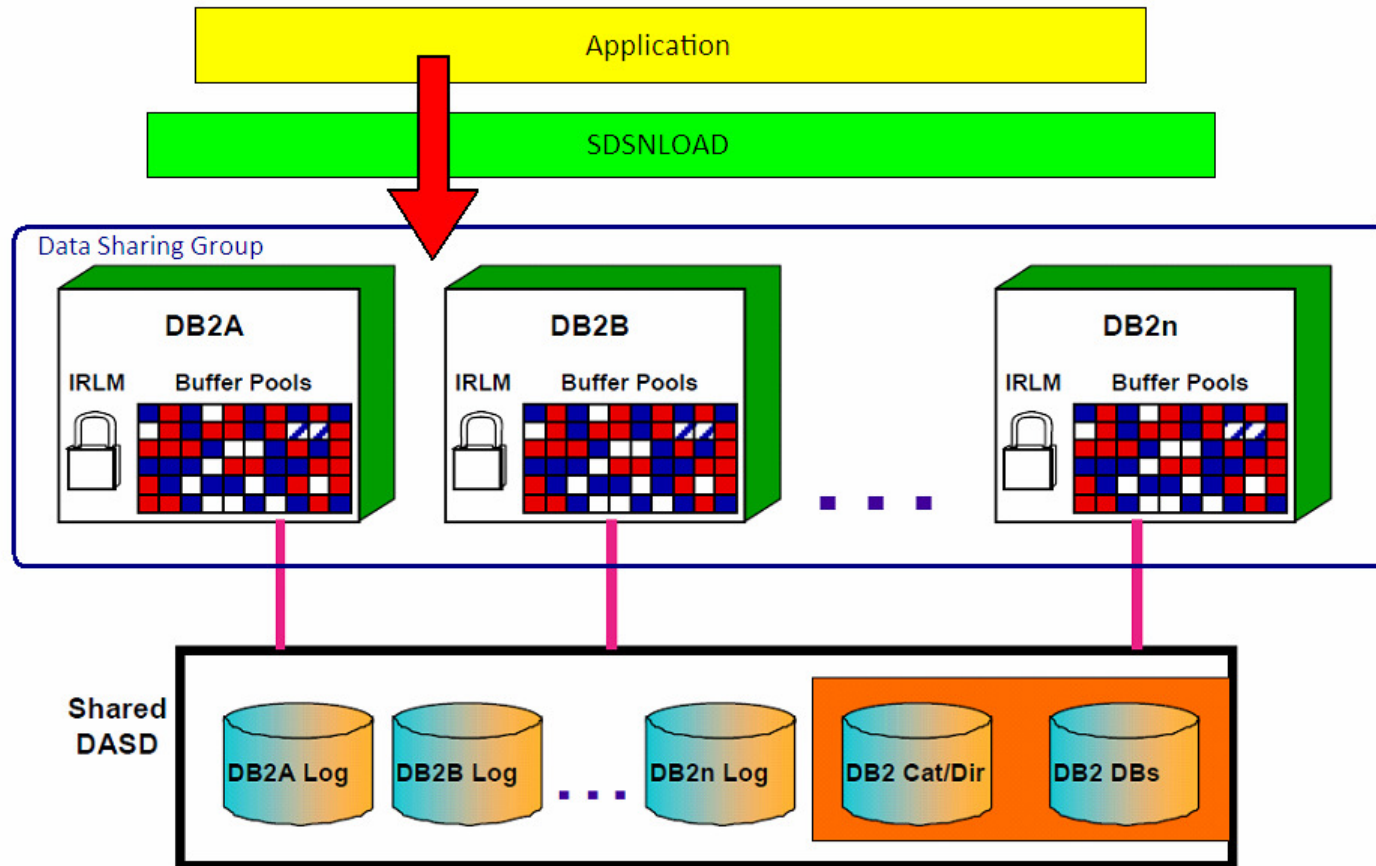 Application
SDSNLOAD
Data Sharing Group
DB2A
IRLM Buffer Pools
DB2B
IRLM Buffer Pools
DB2n
IRLM Buffer Pools
Shared
DASD
DB2A Log
DB2B Log
DB2n Log
DB2 Cat/Dir
DB2 DBs